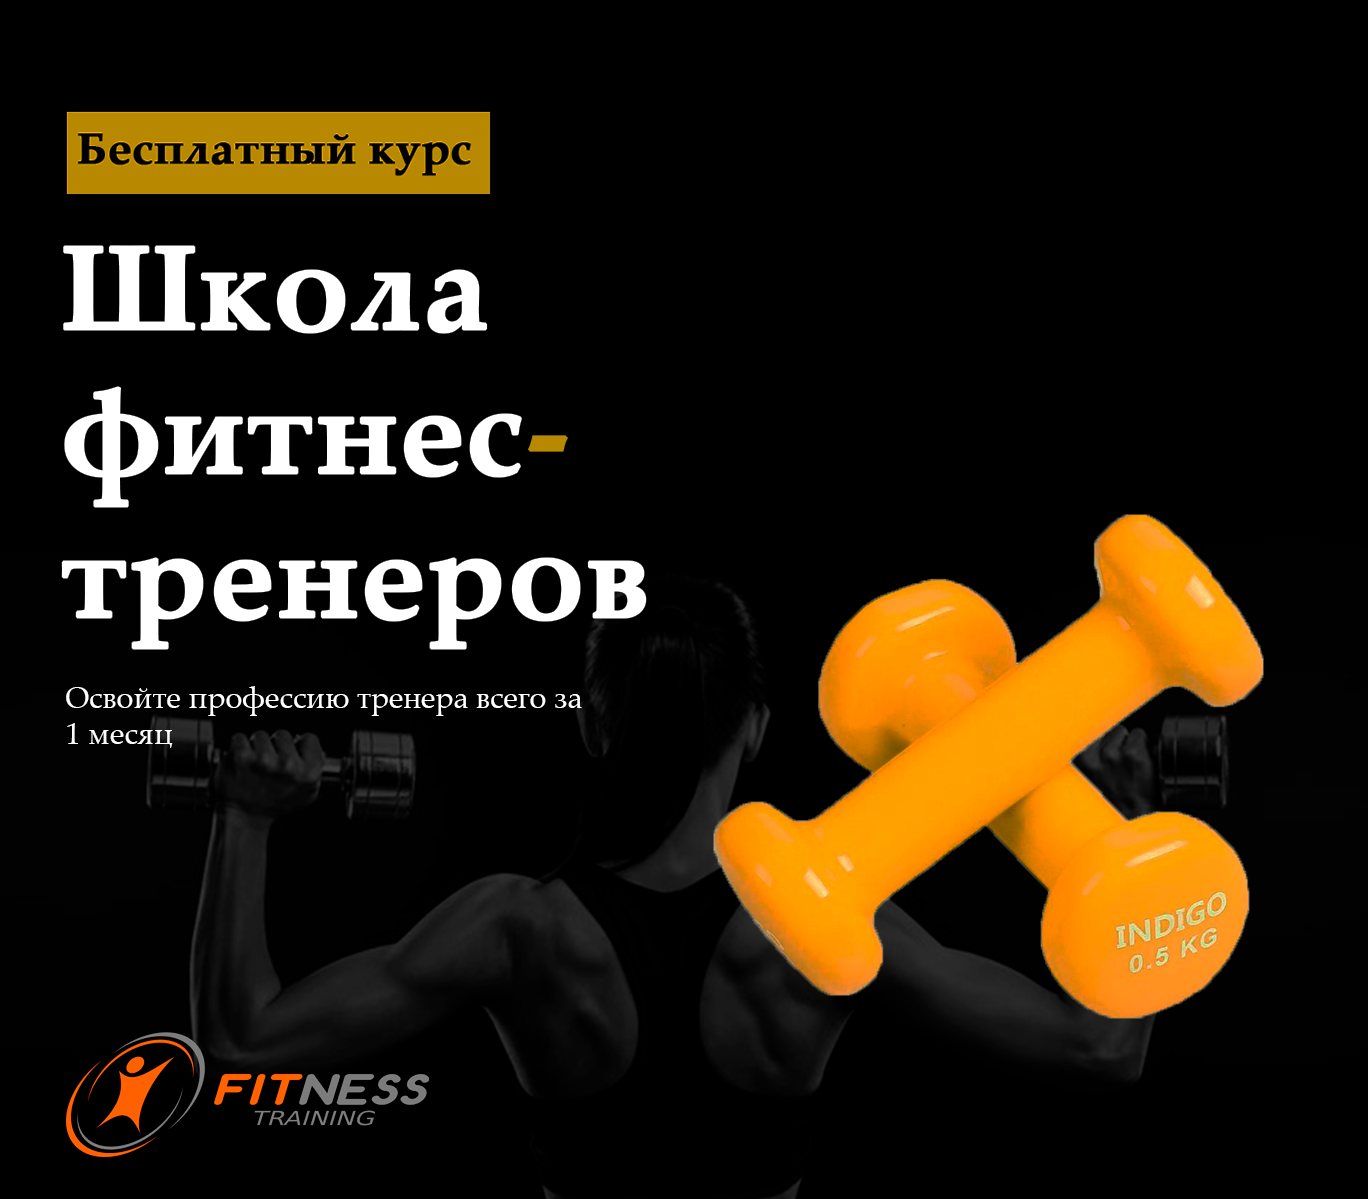 Бесплатный курс
Школа
фитнес-
тренеров
Освойте профессию тренера всего за
1 месяц
INDIGO
0.5 KG
FITNESS
TRAINING